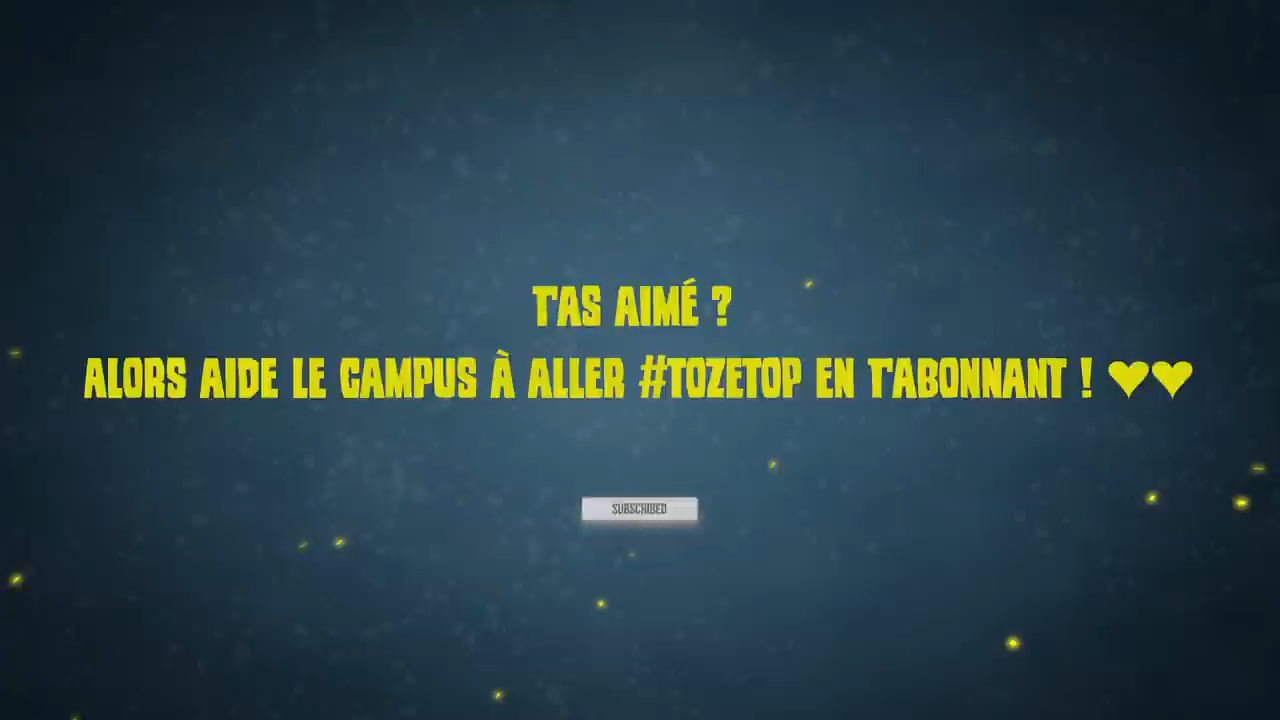 T'AS AIMÉ ?
ALORS AIDE LE CAMPUS À ALLER #TOZETOP EN T'ABONNANT ! ♥♥
SUBSCRIBED